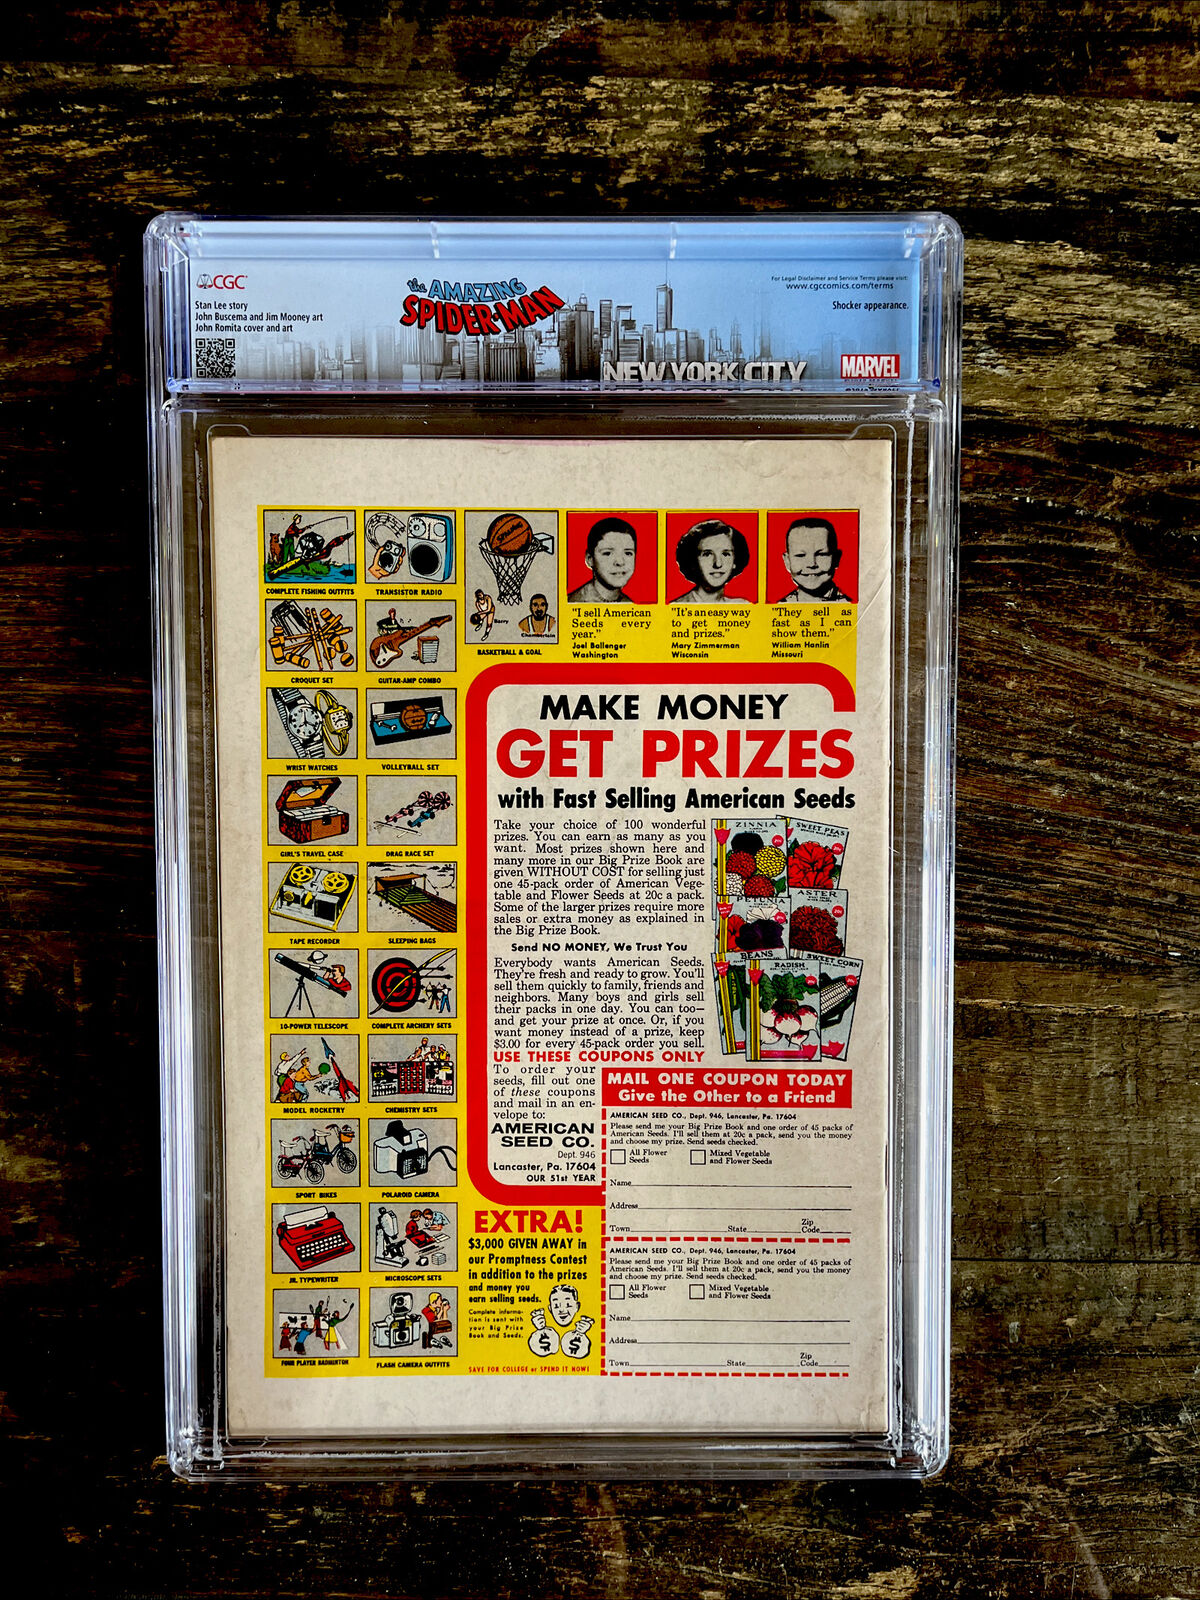 CGC
Stan Lee story
John Buscema and Jim Mooney art
John Romita cover and art
the AMAZING
SPIDER-MAN
NEW YORK CITY
For Legal Disclaimer and Service Terms please visit:
www.cgccomics.com/terms
Shocker appearance.
MARVEL
COMPLETE FISHING OUTFITS
TRANSISTOR RADIO
Barry
Chamberlain
BASKETBALL & GOAL
CROQUET SET
GUITAR-AMP COMBO
WRIST WATCHES
VOLLEYBALL SET
GIRL'S TRAVEL CASE
DRAG RACE SET
TAPE RECORDER
SLEEPING BAGS
10-POWER TELESCOPE
COMPLETE ARCHERY SETS
MODEL ROCKETRY
CHEMISTRY SETS
SPORT BIKES
POLAROID CAMERA
JR. TYPEWRITER
MICROSCOPE SETS
FOUR PLAYER BADMINTON
FLASH CAMERA OUTFITS
"I sell American
Seeds every
year."
Joel Ballenger
Washington
"It's an easy way
to get money
and prizes."
Mary Zimmerman
Wisconsin
"They sell as
fast as I can
show them."
William Hanlin
Missouri
MAKE MONEY
GET PRIZES
with Fast Selling American Seeds
Take your choice of 100 wonderful
prizes. You can earn as many as you
want. Most prizes shown here and
many more in our Big Prize Book are
given WITHOUT COST for selling just
one 45-pack order of American Vege-
table and Flower Seeds at 20c a pack.
Some of the larger prizes require more
sales or extra money as explained in
the Big Prize Book.
Send NO MONEY, We Trust You
Everybody wants American Seeds.
They're fresh and ready to grow. You'll
sell them quickly to family, friends and
neighbors. Many boys and girls sell
their packs in one day. You can too—
and get your prize at once. Or, if you
want money instead of a prize, keep
$3.00 for every 45-pack order you sell.
USE THESE COUPONS ONLY
To order your
seeds, fill out one
of these coupons
and mail in an en-
velope to:
AMERICAN
SEED CO.
Dept. 946
Lancaster, Pa. 17604
OUR 51st YEAR
ZINNIA
SWEET PEAS
PETUNIA
ASTER
BEANS
RADISH
SWEET CORN
MAIL ONE COUPON TODAY
Give the Other to a Friend
AMERICAN SEED CO., Dept. 946, Lancaster, Pa. 17604
Please send me your Big Prize Book and one order of 45 packs of
American Seeds. I'll sell them at 20c a pack, send you the money
and choose my prize. Send seeds checked.
All Flower
Seeds
Mixed Vegetable
and Flower Seeds
Name
Address
Town State Zip Code
AMERICAN SEED CO., Dept. 946, Lancaster, Pa. 17604
Please send me your Big Prize Book and one order of 45 packs of
American Seeds. I'll sell them at 20c a pack, send you the money
and choose my prize. Send seeds checked.
All Flower
Seeds
Mixed Vegetable
and Flower Seeds
Name
Address
Town State Zip Code
EXTRA!
$3,000 GIVEN AWAY in
our Promptness Contest
in addition to the prizes
and money you
earn selling seeds.
Complete informa-
tion is sent with
your Big Prize
Book and Seeds.
$ $
SAVE FOR COLLEGE or SPEND IT NOW!